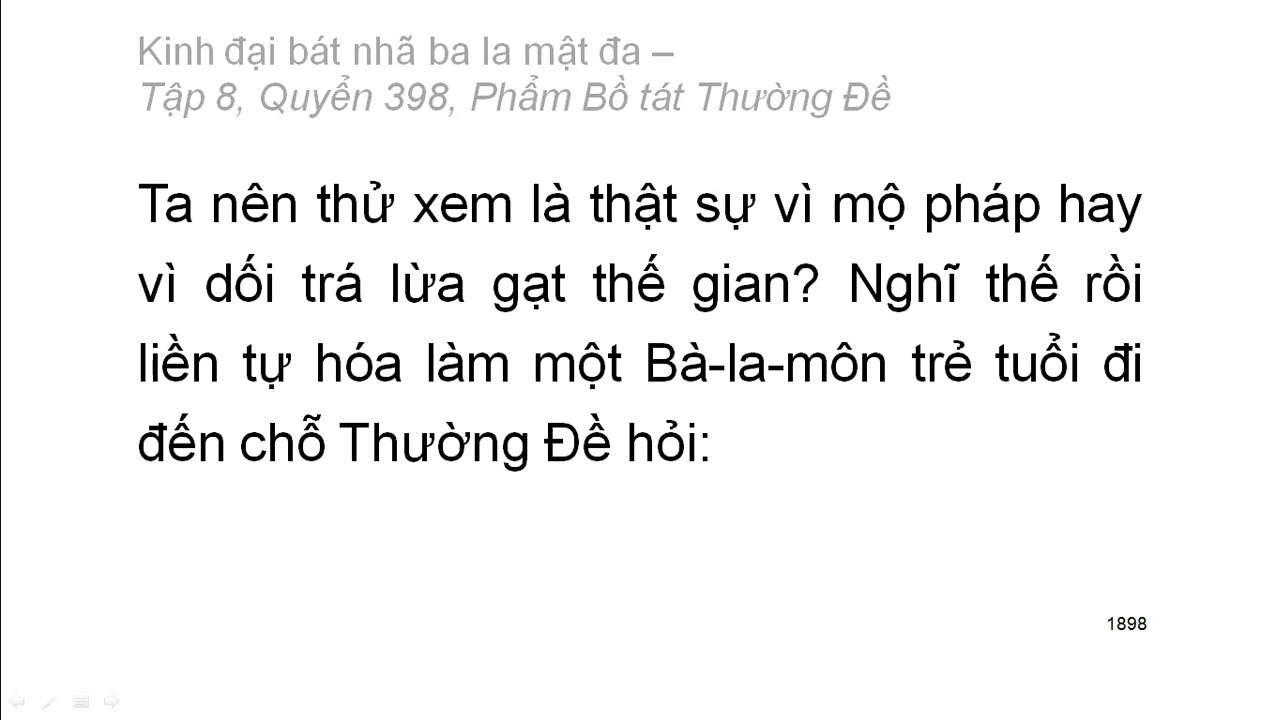 Kinh đại bát nhã ba la mật đa –
Tập 8, Quyển 398, Phẩm Bồ tát Thường Đề
Ta nên thử xem là thật sự vì mộ pháp hay
vì dối trá lừa gạt thế gian? Nghĩ thế rồi
liền tự hóa làm một Bà-la-môn trẻ tuổi đi
đến chỗ Thường Đề hỏi:
1898